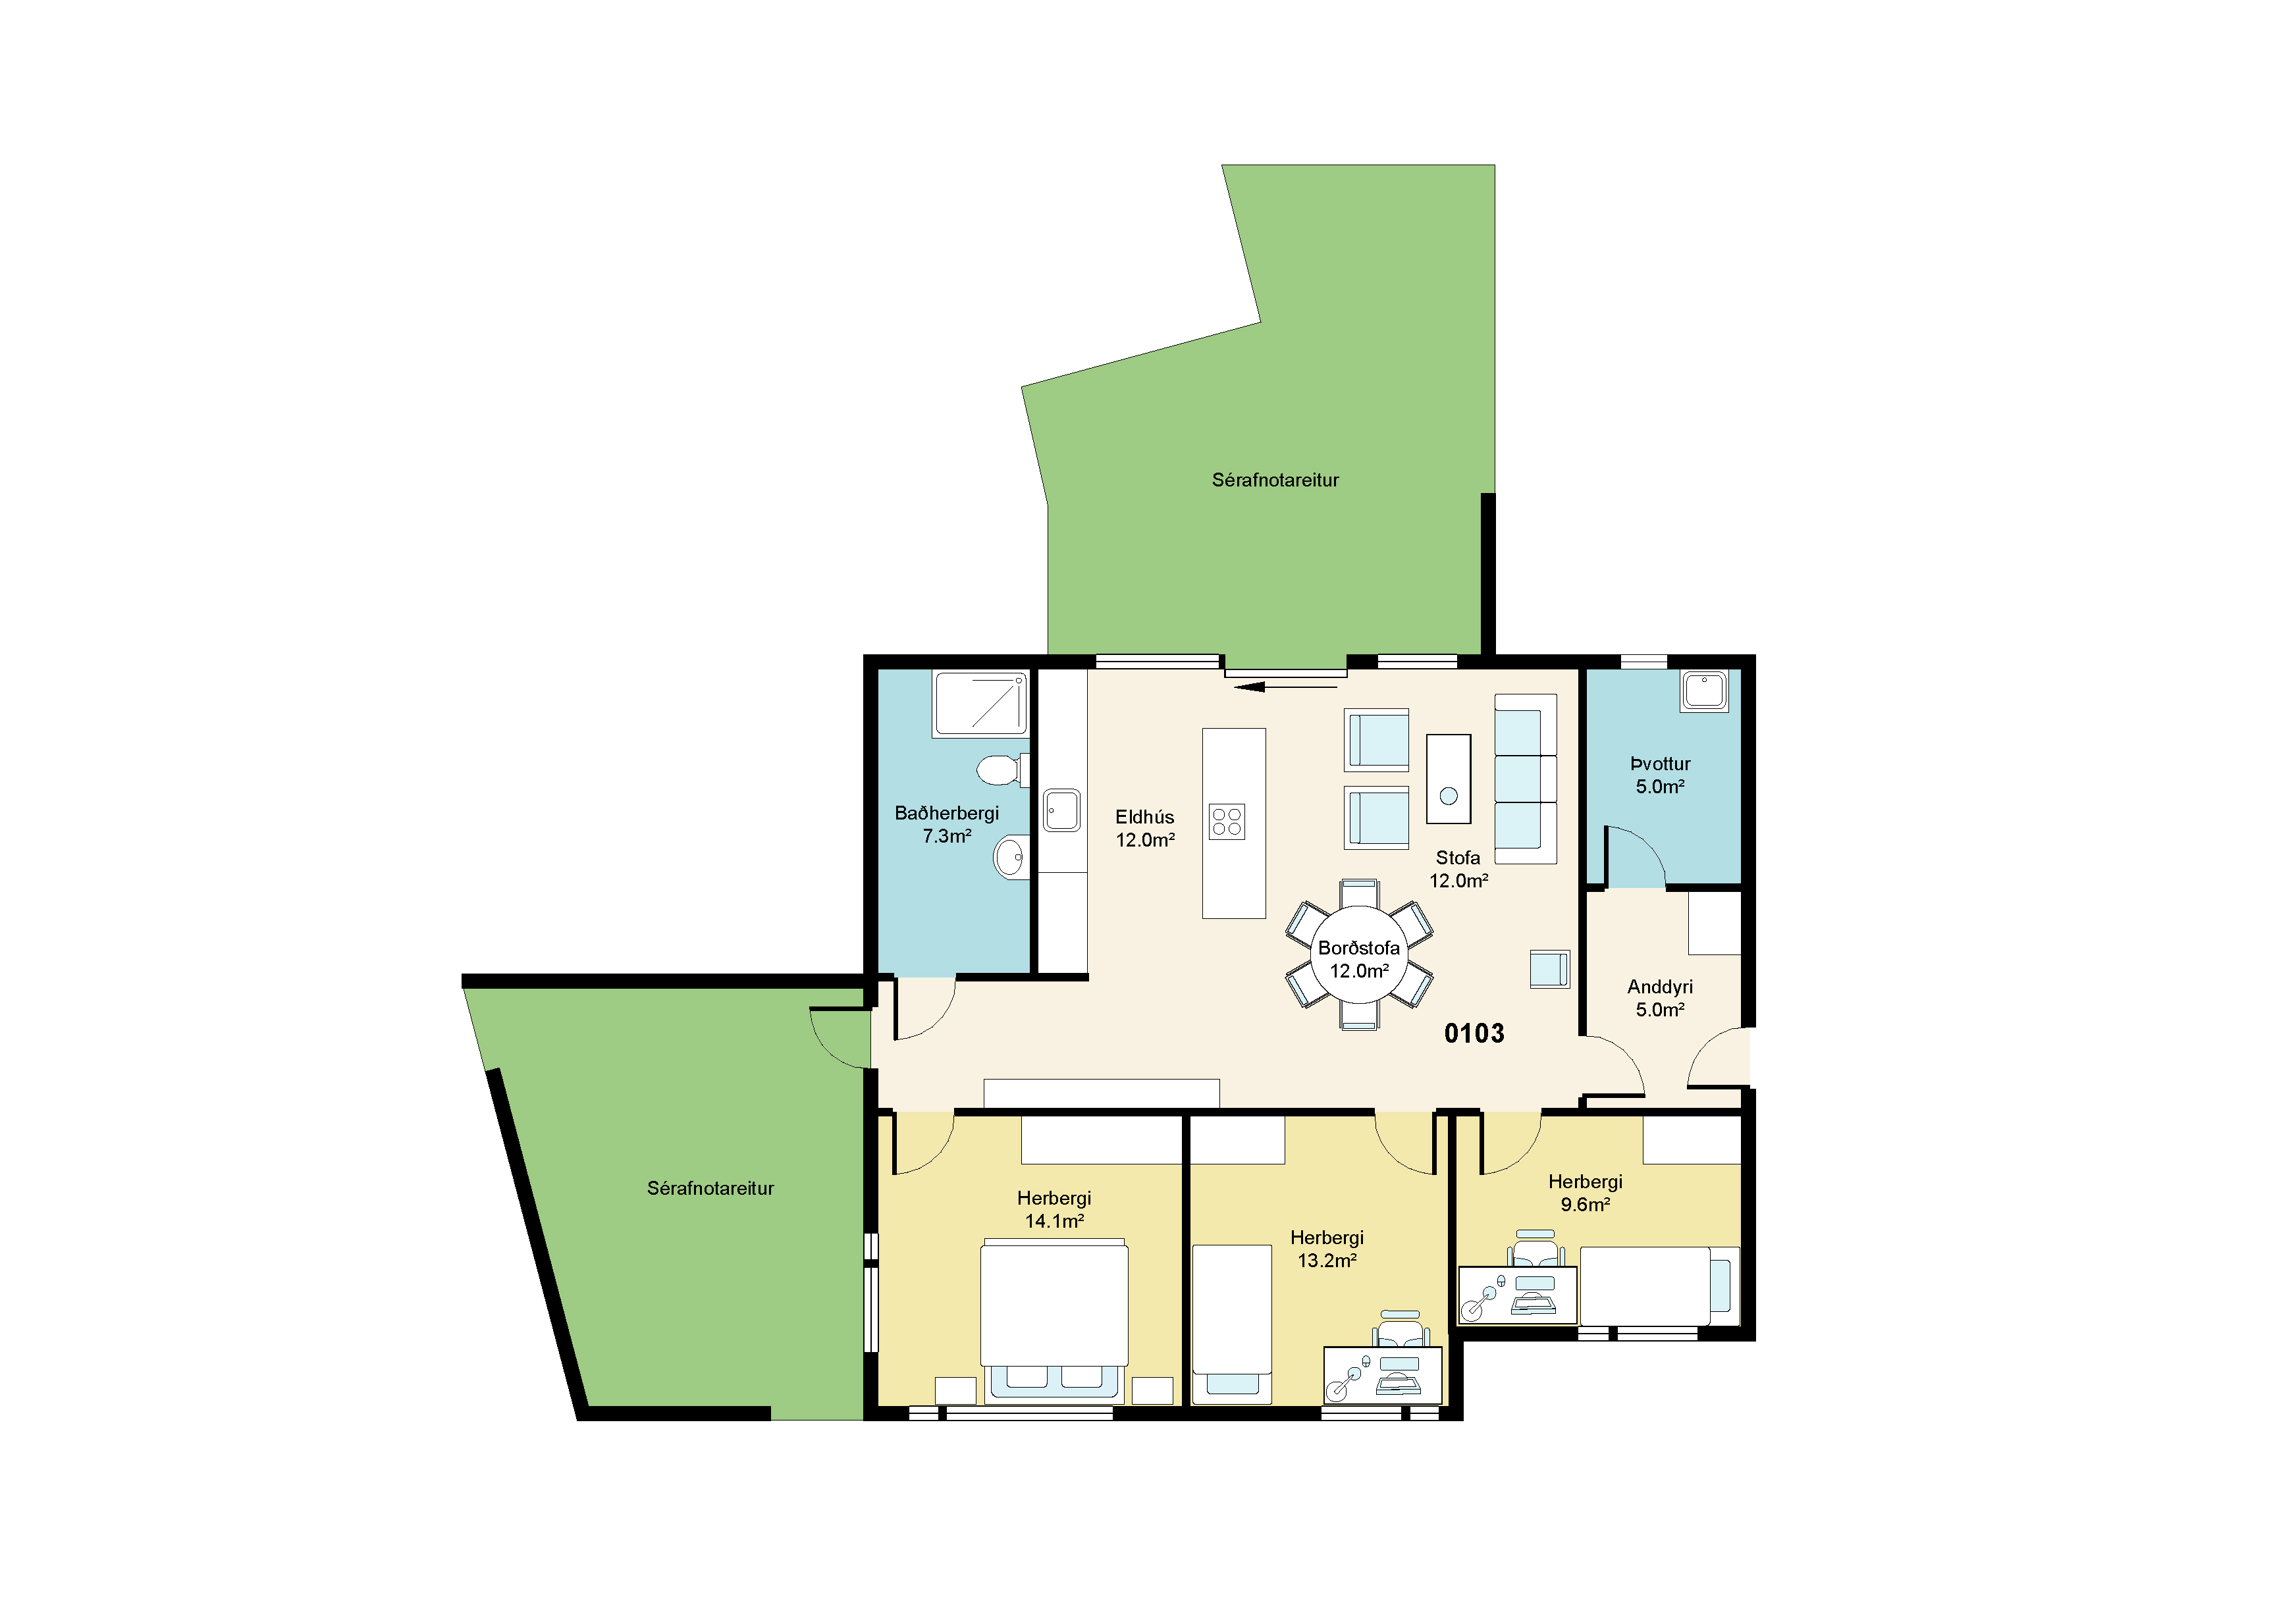 Sérafnotareitur
Þvottur
5.0m²
Baðherbergi
7.3m²
Eldhús
12.0m²
Stofa
12.0m²
Borðstofa
12.0m²
Anddyri
5.0m²
0103
Sérafnotareitur
Herbergi
14.1m²
Herbergi
13.2m²
Herbergi
9.6m²